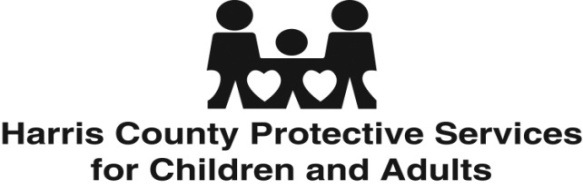 Harris County Protective Services
for Children and Adults